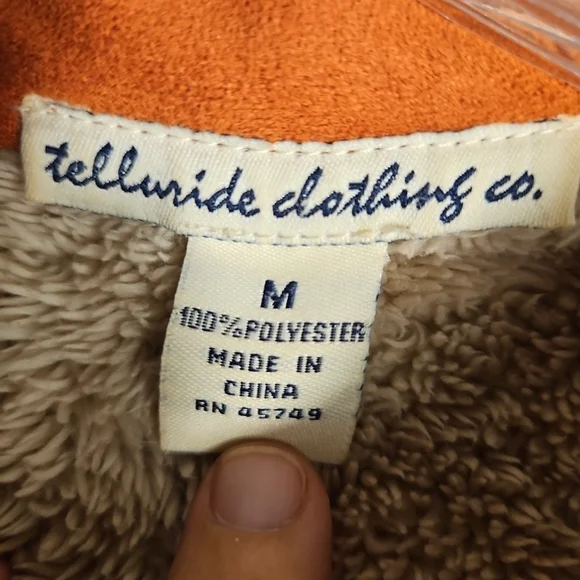 telluride clothing co.
M
100% POLYESTER
MADE IN
CHINA
RN 45749